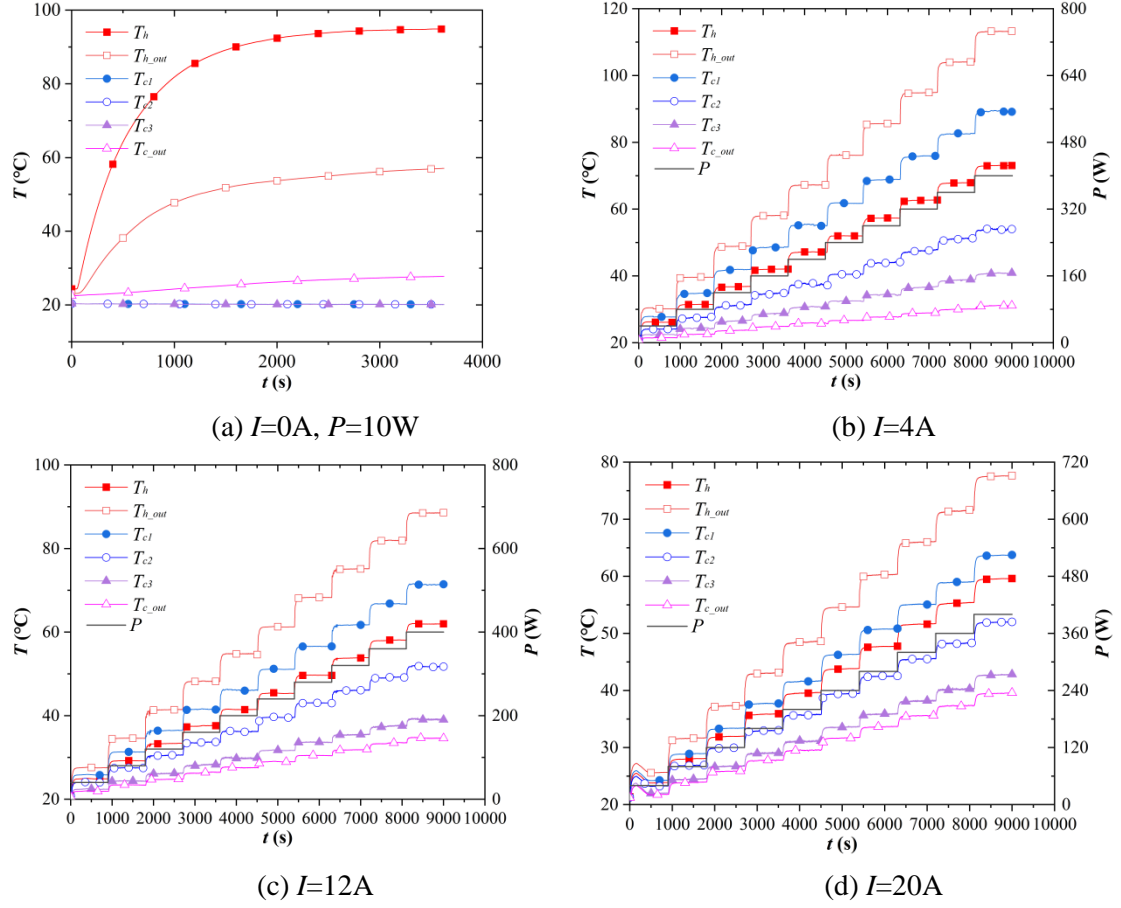 100
80
60
40
20
T (℃)
T_h
T_h_out
T_c1
T_c2
T_c3
T_c_out
0 1000 2000 3000 4000
t (s)
(a) I=0A, P=10W
120
100
80
60
40
20
T (℃)
T_h
T_h_out
T_c1
T_c2
T_c3
T_c_out
P
800
640
480
320
160
0
P (W)
0 1000 2000 3000 4000 5000 6000 7000 8000 9000 10000
t (s)
(b) I=4A
100
80
60
40
20
T (℃)
T_h
T_h_out
T_c1
T_c2
T_c3
T_c_out
P
800
600
400
200
0
P (W)
0 1000 2000 3000 4000 5000 6000 7000 8000 9000 10000
t (s)
(c) I=12A
80
70
60
50
40
30
20
T (℃)
T_h
T_h_out
T_c1
T_c2
T_c3
T_c_out
P
720
600
480
360
240
120
0
P (W)
0 1000 2000 3000 4000 5000 6000 7000 8000 9000 10000
t (s)
(d) I=20A